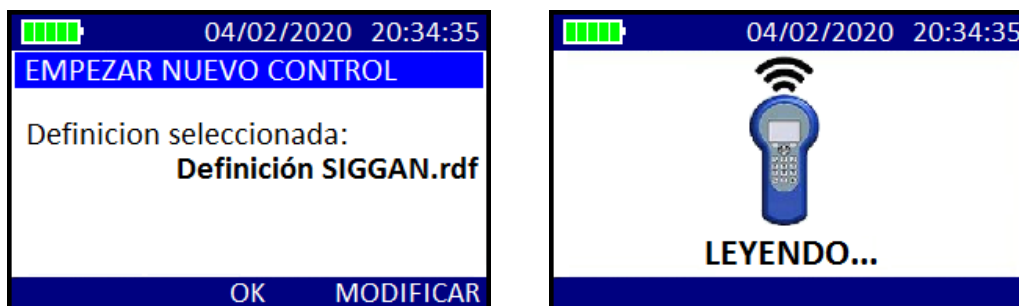 04/02/2020 20:34:35
EMPEZAR NUEVO CONTROL
Definicion seleccionada:
Definición SIGGAN.rdf
OK MODIFICAR
04/02/2020 20:34:35
LEYENDO...